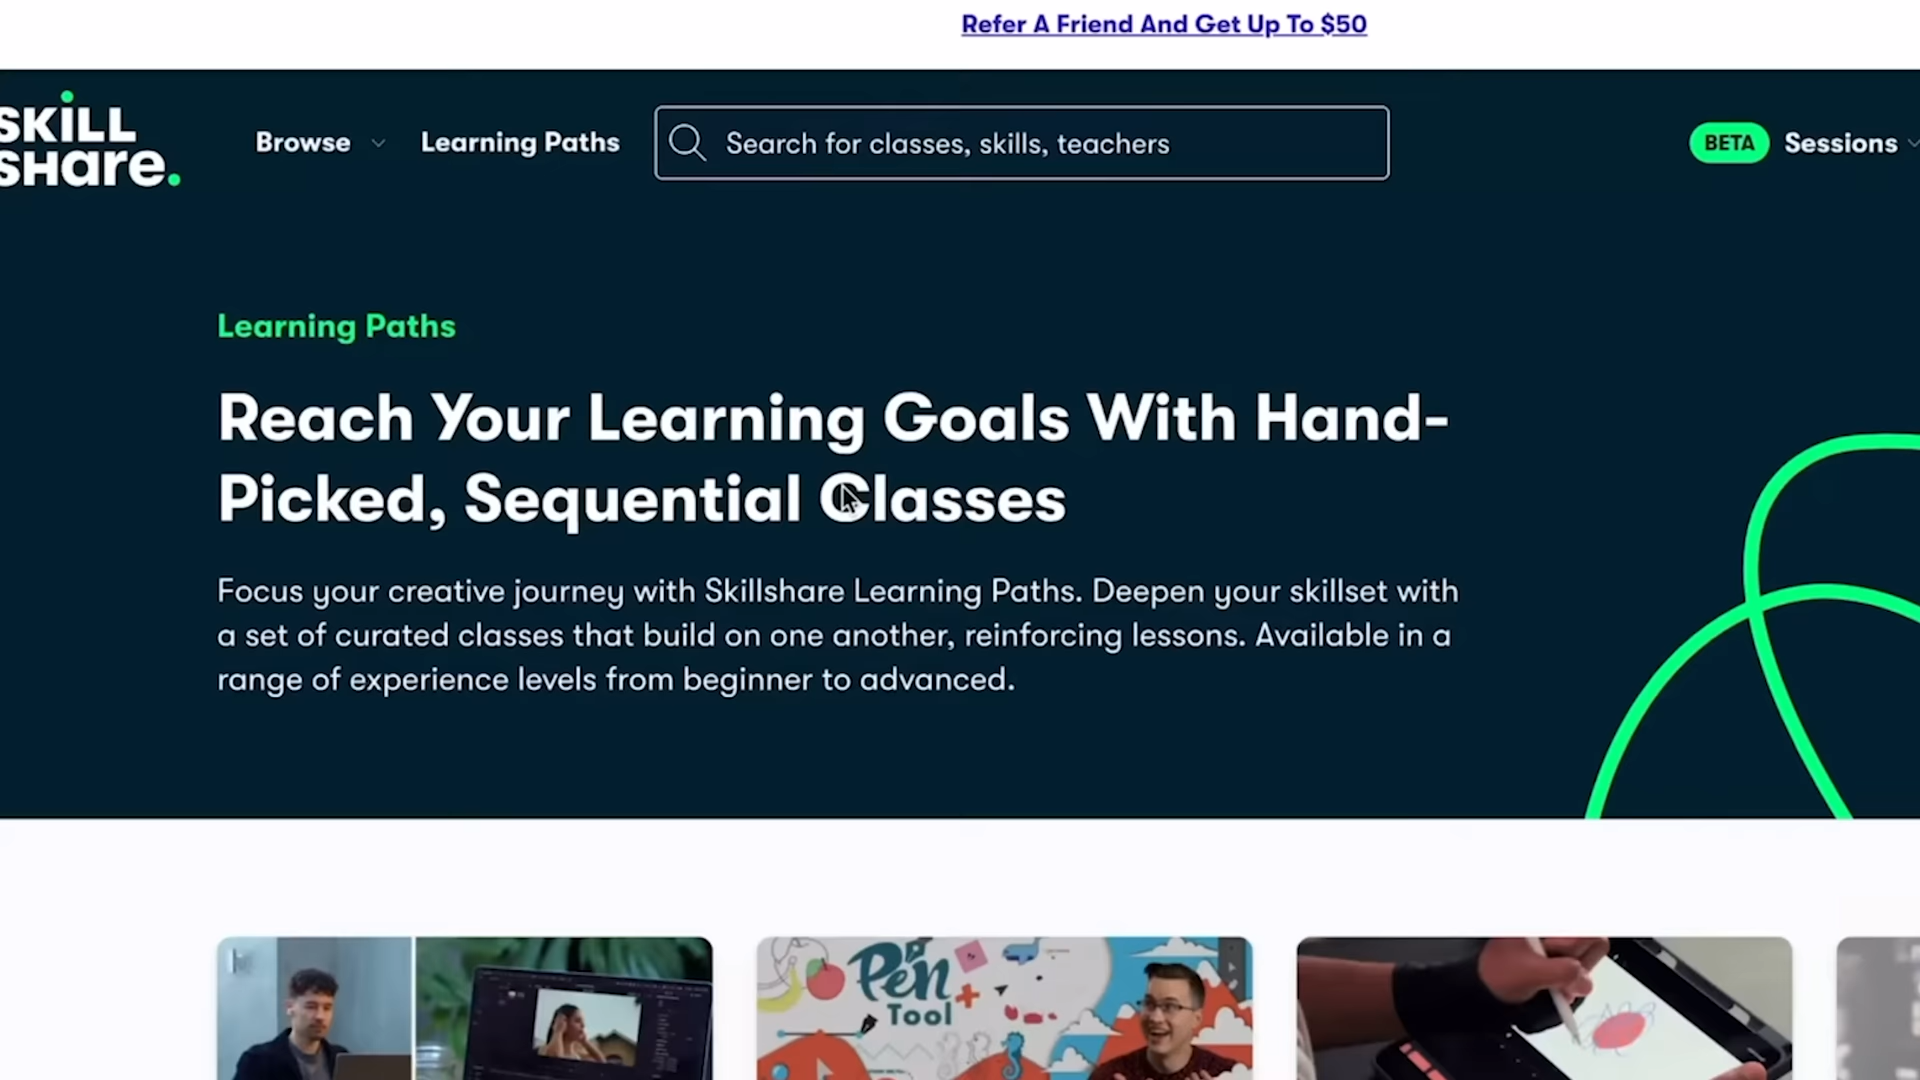 Refer A Friend And Get Up To $50
SKiLL
SHare.
Browse
Learning Paths
Search for classes, skills, teachers
BETA
Sessions
Learning Paths
Reach Your Learning Goals With Hand-
Picked, Sequential Classes
Focus your creative journey with Skillshare Learning Paths. Deepen your skillset with
a set of curated classes that build on one another, reinforcing lessons. Available in a
range of experience levels from beginner to advanced.
Pen
Tool